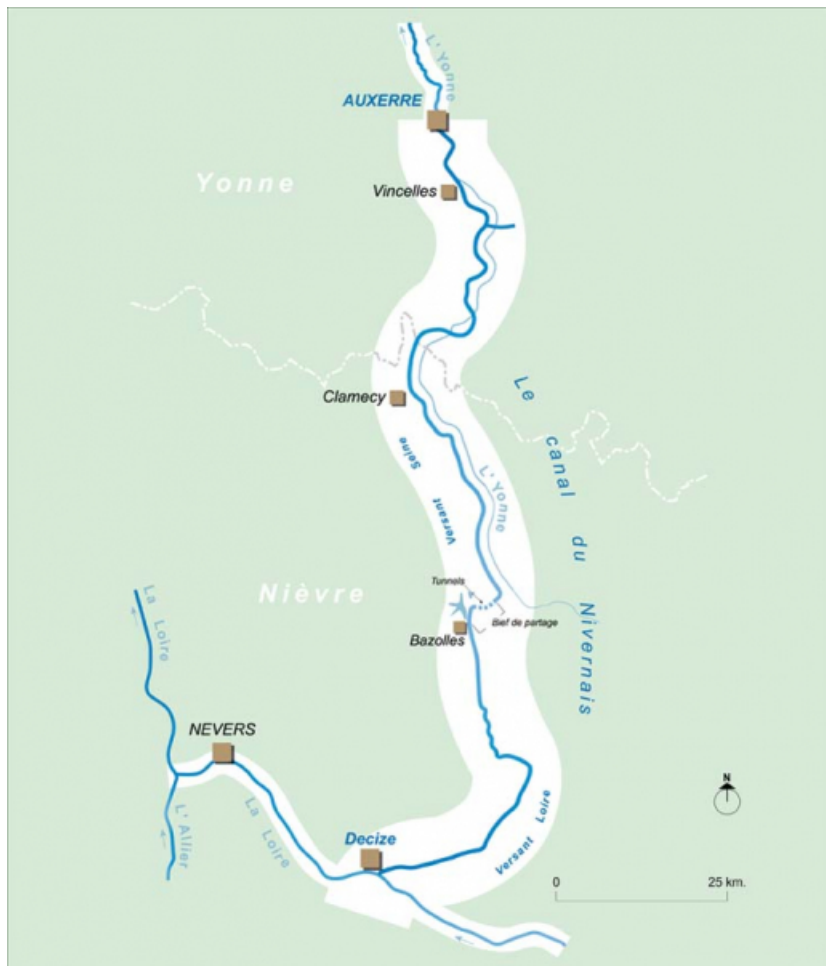 L'Yonne
AUXERRE
Yonne
Vincelles
Clamecy
Le canal du Nivernais
Versant Seine
L'Yonne
Tunnels
Nièvre
La Loire
Bief de partage
Bazolles
NEVERS
N
L'Allier
La Loire
Decize
Versant Loire
0 25 km.